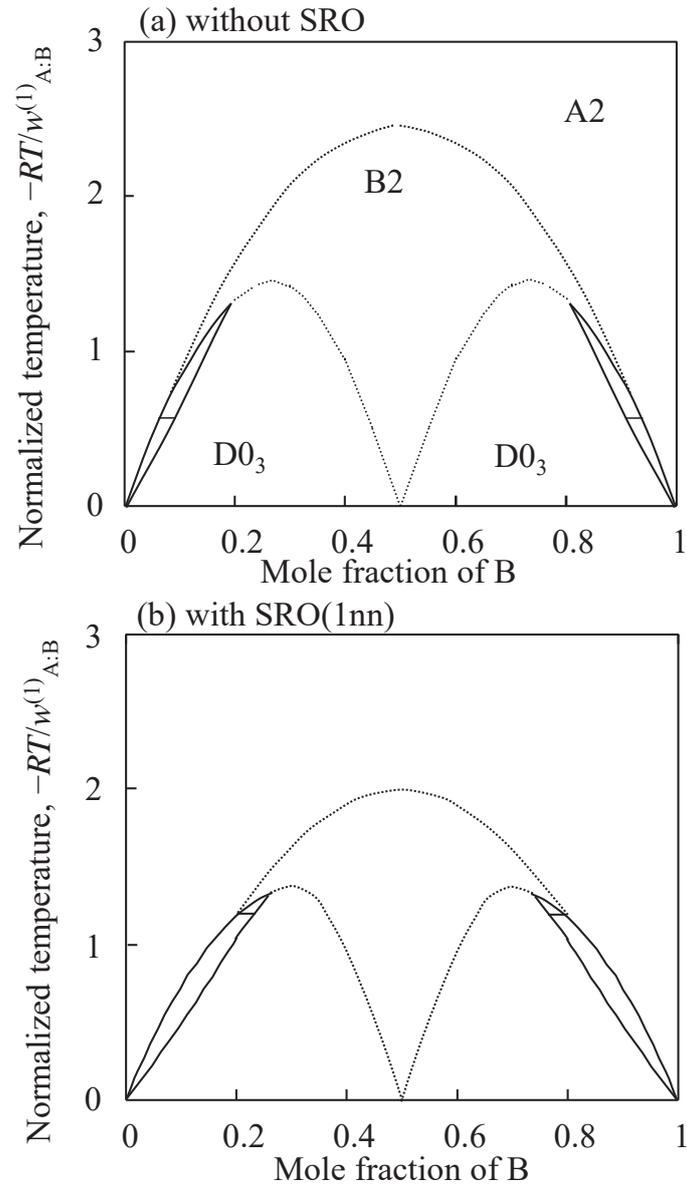 (a) without SRO
Normalized temperature, −RT/w⁽¹⁾A:B
3
2
1
0
A2
B2
D0₃
D0₃
0
0.2
0.4
0.6
0.8
1
Mole fraction of B
(b) with SRO(1nn)
Normalized temperature, −RT/w⁽¹⁾A:B
3
2
1
0
0
0.2
0.4
0.6
0.8
1
Mole fraction of B